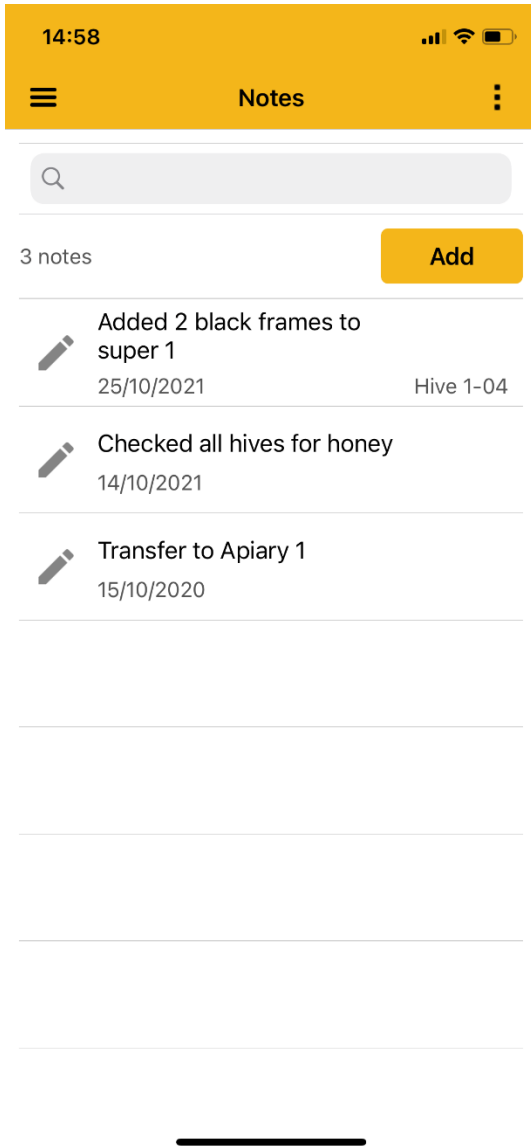 14:58
Notes
3 notes
Add
Added 2 black frames to
super 1
25/10/2021
Hive 1-04
Checked all hives for honey
14/10/2021
Transfer to Apiary 1
15/10/2020